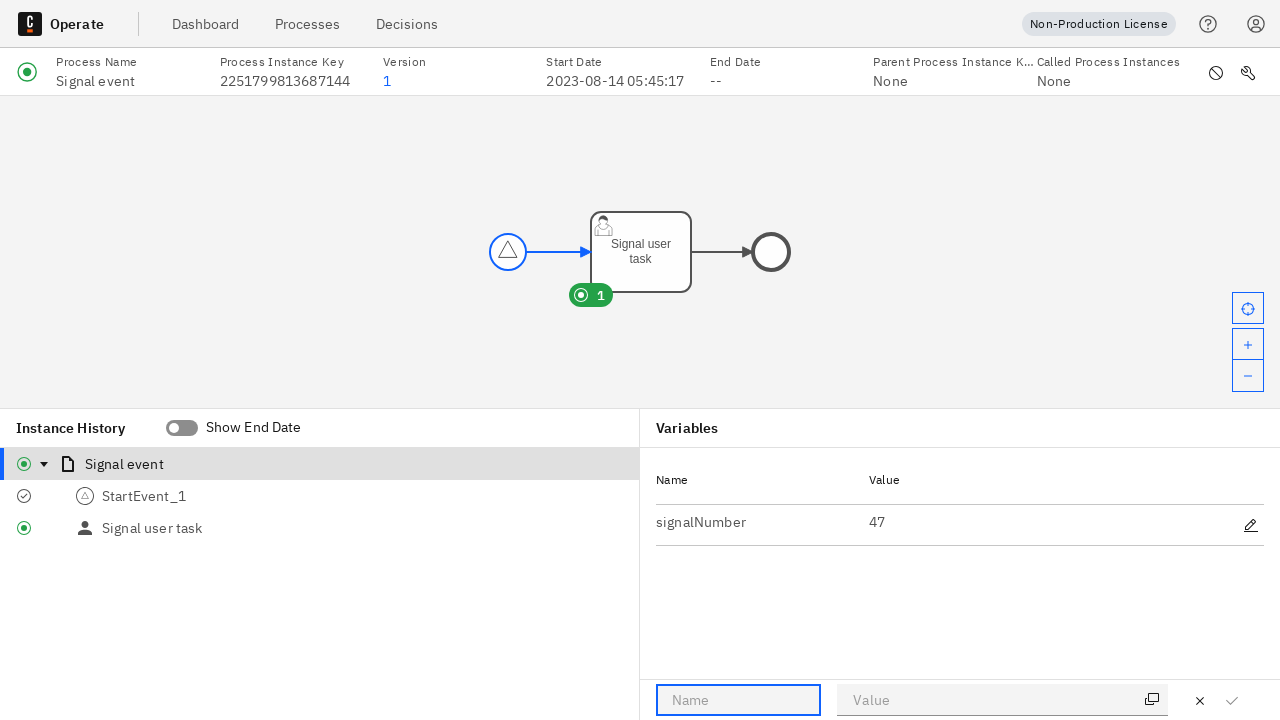 Operate
Dashboard
Processes
Decisions
Non-Production License
Process Name
Signal event
Process Instance Key
2251799813687144
Version
1
Start Date
2023-08-14 05:45:17
End Date
--
Parent Process Instance K...
None
Called Process Instances
None
Signal user
task
1
Instance History
Show End Date
Signal event
StartEvent_1
Signal user task
Variables
Name
Value
signalNumber
47
Name
Value